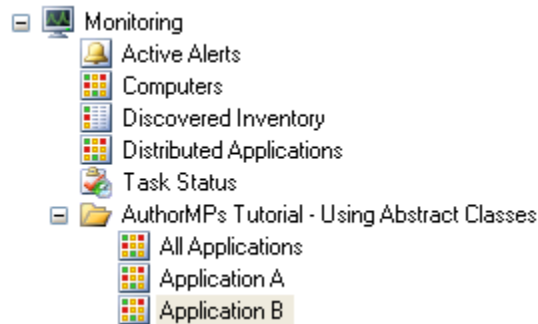 Monitoring
Active Alerts
Computers
Discovered Inventory
Distributed Applications
Task Status
AuthorMPs Tutorial - Using Abstract Classes
All Applications
Application A
Application B